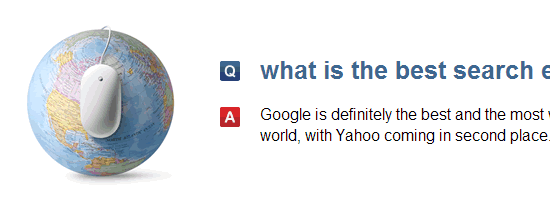 Q what is the best search e
A Google is definitely the best and the most
world, with Yahoo coming in second place.